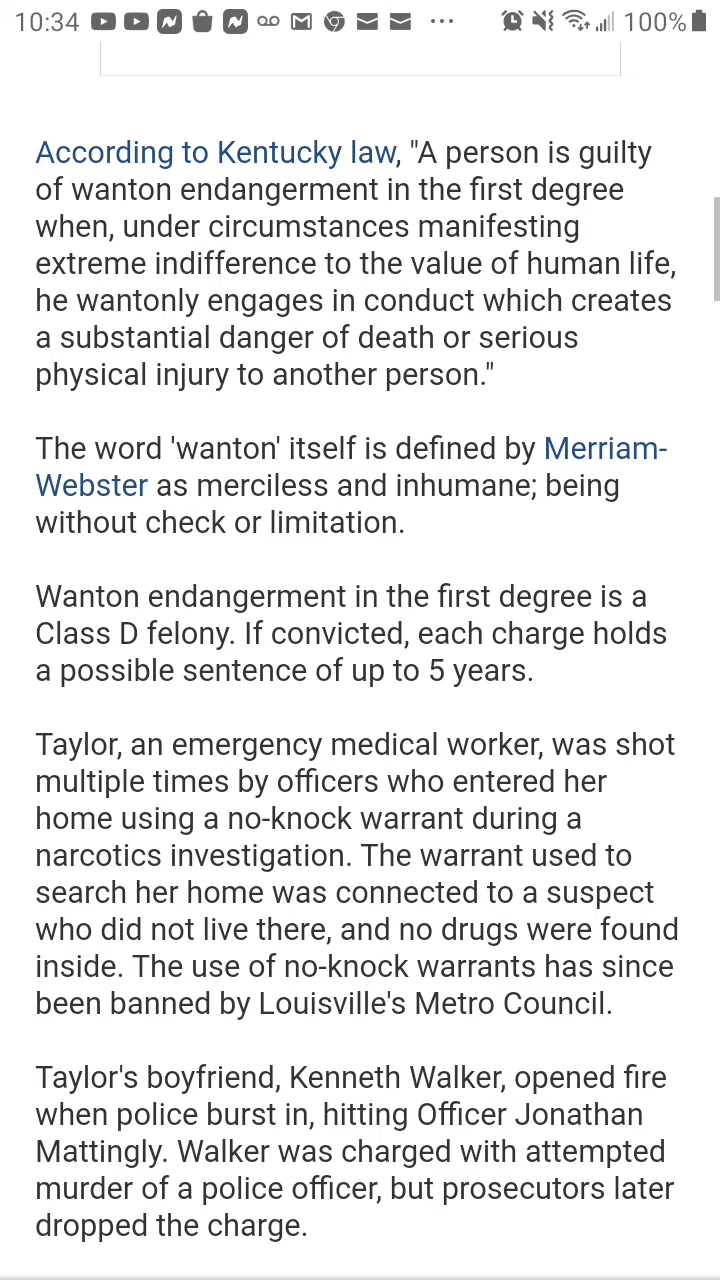 10:34
100%
According to Kentucky law, "A person is guilty
of wanton endangerment in the first degree
when, under circumstances manifesting
extreme indifference to the value of human life,
he wantonly engages in conduct which creates
a substantial danger of death or serious
physical injury to another person."
The word 'wanton' itself is defined by Merriam-
Webster as merciless and inhumane; being
without check or limitation.
Wanton endangerment in the first degree is a
Class D felony. If convicted, each charge holds
a possible sentence of up to 5 years.
Taylor, an emergency medical worker, was shot
multiple times by officers who entered her
home using a no-knock warrant during a
narcotics investigation. The warrant used to
search her home was connected to a suspect
who did not live there, and no drugs were found
inside. The use of no-knock warrants has since
been banned by Louisville's Metro Council.
Taylor's boyfriend, Kenneth Walker, opened fire
when police burst in, hitting Officer Jonathan
Mattingly. Walker was charged with attempted
murder of a police officer, but prosecutors later
dropped the charge.